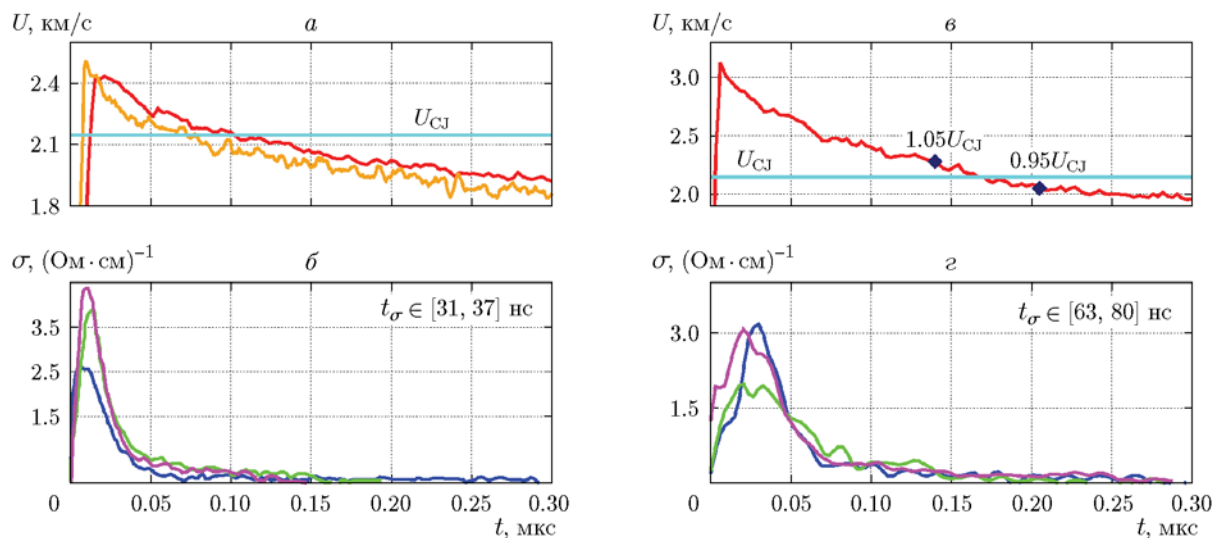 U, км/с
а
2.4
2.1
1.8
U_CJ
σ, (Ом·см)⁻¹
б
3.5
2.5
1.5
t_σ ∈ [31, 37] нс
0
0.05
0.10
0.15
0.20
0.25
0.30
t, мкс
U, км/с
в
3.0
2.5
2.0
U_CJ
1.05U_CJ
0.95U_CJ
σ, (Ом·см)⁻¹
г
3.0
1.5
t_σ ∈ [63, 80] нс
0
0.05
0.10
0.15
0.20
0.25
0.30
t, мкс